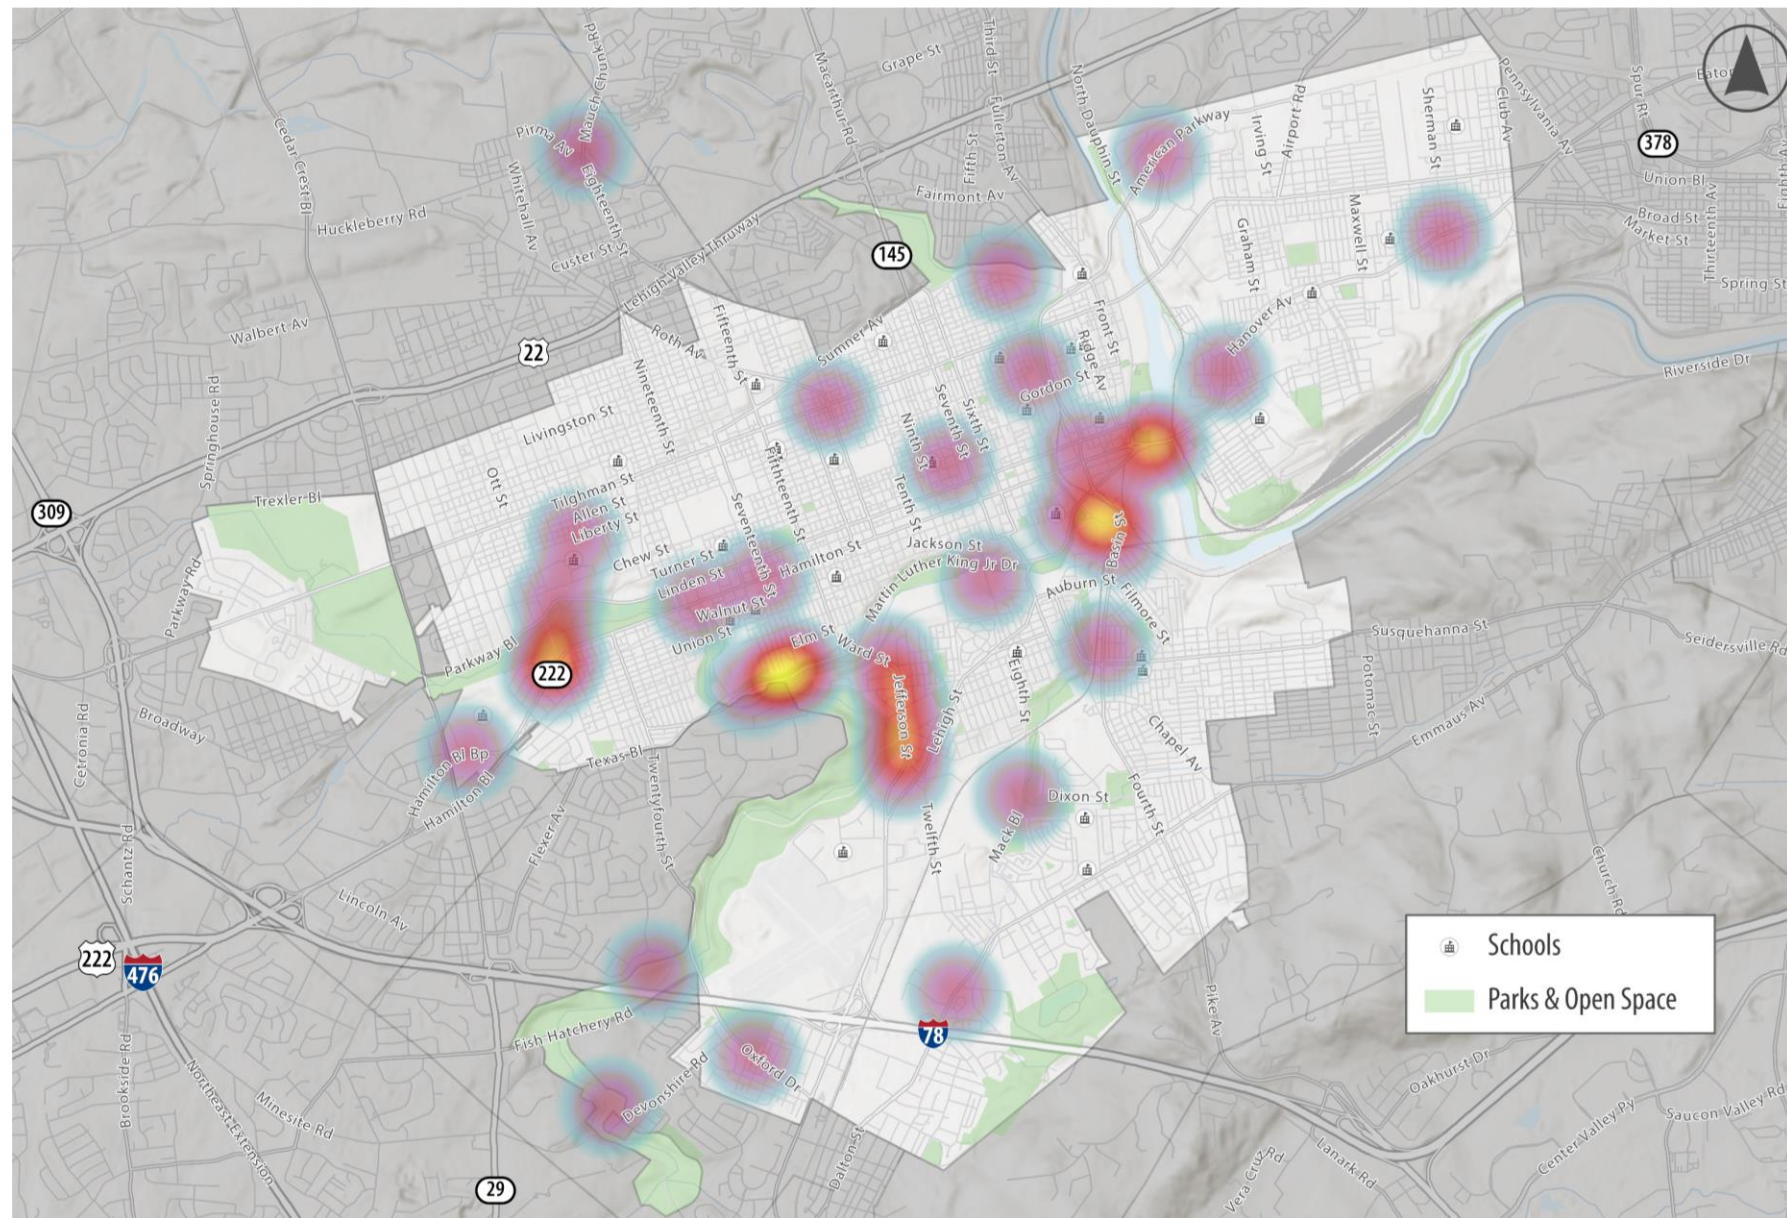 Mauch Chunk Rd
Grape St
Third St
Macarthur Rd
North Dauphin St
American Parkway
Irving St
Airport Rd
Sherman St
Club Av
Pennsylvania Av
Spur Rt
Eaton
378
Pirma Av
Cedar Crest Bl
Fullerton Av
Fifth St
Fairmont Av
Whitehall Av
Eighteenth St
Huckleberry Rd
Custer St
Lehigh Valley Thruway
145
Maxwell St
Graham St
Union Bl
Broad St
Market St
Thirteenth Av
Eighth Av
Spring St
Walbert Av
22
Roth Av
Fifteenth St
Sumner Av
Front St
Ridge Av
Hanover Av
Riverside Dr
Springhouse Rd
Nineteenth St
Gordon St
Livingston St
Sixth St
Seventh St
Ninth St
Ott St
Tilghman St
Allen St
Liberty St
Fifthteenth St
Tenth St
Trexler Bl
309
Seventeenth St
Chew St
Turner St
Linden St
Hamilton St
Jackson St
Martin Luther King Jr Dr
Basin St
Auburn St
Filmore St
Parkway Rd
Walnut St
Union St
Elm St
Ward St
Parkway Bl
222
Susquehanna St
Seidersville Rd
Jefferson St
Lehigh St
Eighth St
Potomac St
Emmaus Av
Cetronia Rd
Broadway
Hamilton Bl Bp
Hamilton Bl
Texas Bl
Twentyfourth St
Chapel Av
Dixon St
Fourth St
Mack Bl
Twelfth St
Flexer Av
Schantz Rd
Lincoln Av
Church Rd
222
476
Schools
Parks & Open Space
Fish Hatchery Rd
78
Pike Av
Oxford Dr
Devonshire Rd
Brookside Rd
Northeast Extension
Minesite Rd
Oakhurst Dr
Center Valley Py
Saucon Valley Rd
Lanark Rd
Vera Cruz Rd
Dalton St
29